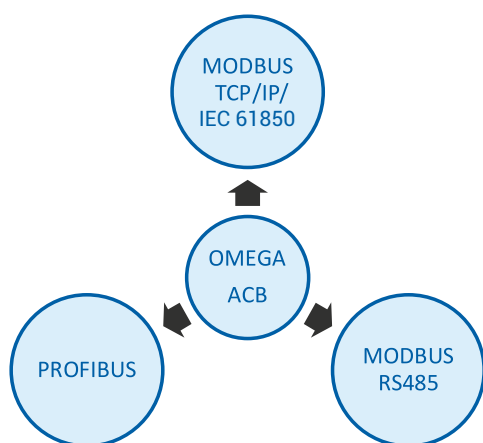 MODBUS
TCP/IP/
IEC 61850
OMEGA
ACB
PROFIBUS
MODBUS
RS485